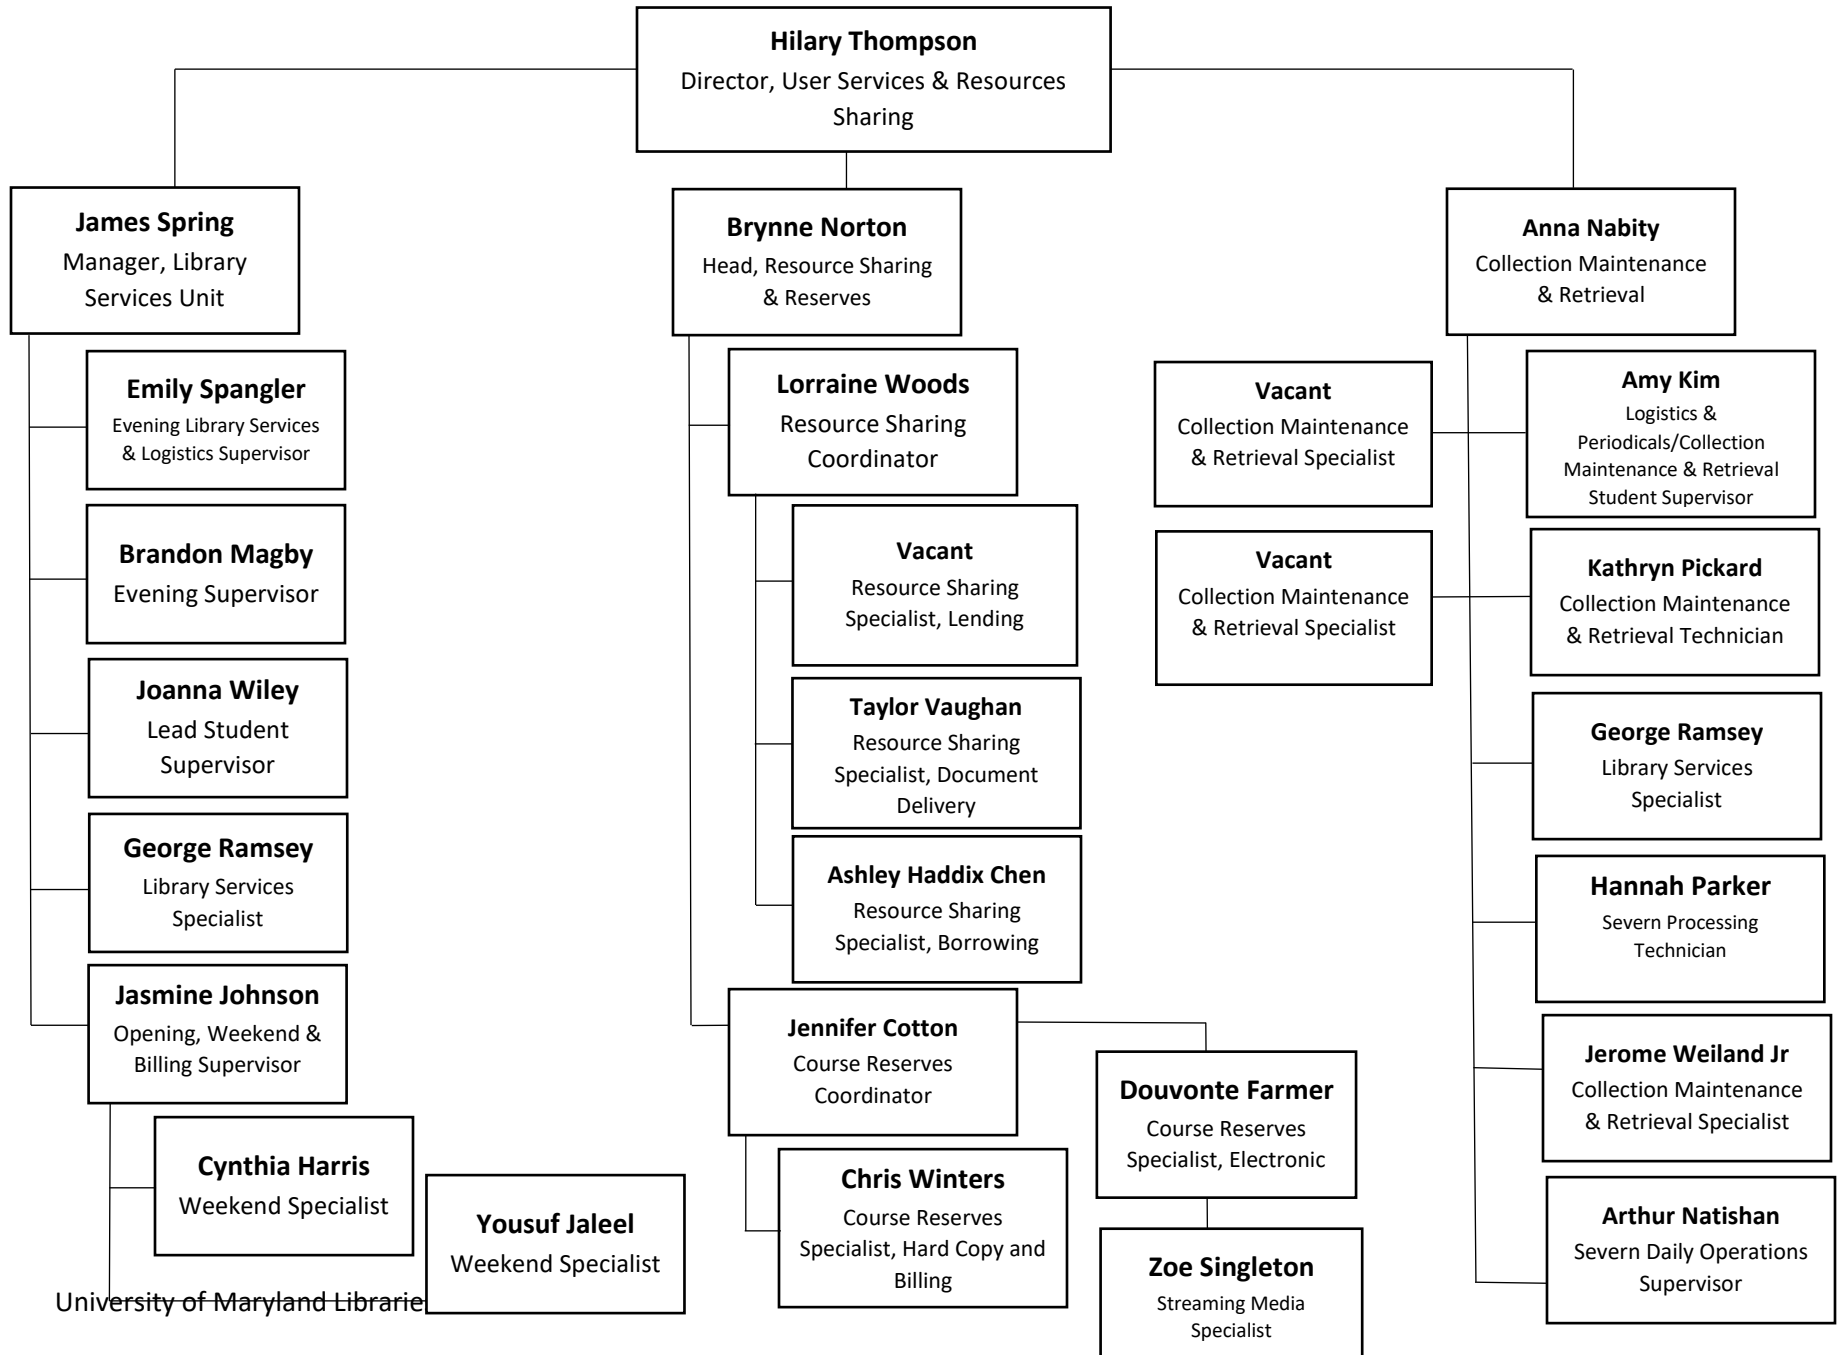 Hilary Thompson
Director, User Services & Resources
Sharing
James Spring
Manager, Library
Services Unit
Emily Spangler
Evening Library Services
& Logistics Supervisor
Brandon Magby
Evening Supervisor
Joanna Wiley
Lead Student
Supervisor
George Ramsey
Library Services
Specialist
Jasmine Johnson
Opening, Weekend &
Billing Supervisor
Cynthia Harris
Weekend Specialist
Yousuf Jaleel
Weekend Specialist
Brynne Norton
Head, Resource Sharing
& Reserves
Lorraine Woods
Resource Sharing
Coordinator
Vacant
Resource Sharing
Specialist, Lending
Taylor Vaughan
Resource Sharing
Specialist, Document
Delivery
Ashley Haddix Chen
Resource Sharing
Specialist, Borrowing
Jennifer Cotton
Course Reserves
Coordinator
Chris Winters
Course Reserves
Specialist, Hard Copy and
Billing
Douvonte Farmer
Course Reserves
Specialist, Electronic
Zoe Singleton
Streaming Media
Specialist
Anna Nabity
Collection Maintenance
& Retrieval
Vacant
Collection Maintenance
& Retrieval Specialist
Vacant
Collection Maintenance
& Retrieval Specialist
Amy Kim
Logistics &
Periodicals/Collection
Maintenance & Retrieval
Student Supervisor
Kathryn Pickard
Collection Maintenance
& Retrieval Technician
George Ramsey
Library Services
Specialist
Hannah Parker
Severn Processing
Technician
Jerome Weiland Jr
Collection Maintenance
& Retrieval Specialist
Arthur Natishan
Severn Daily Operations
Supervisor
University of Maryland Librarie